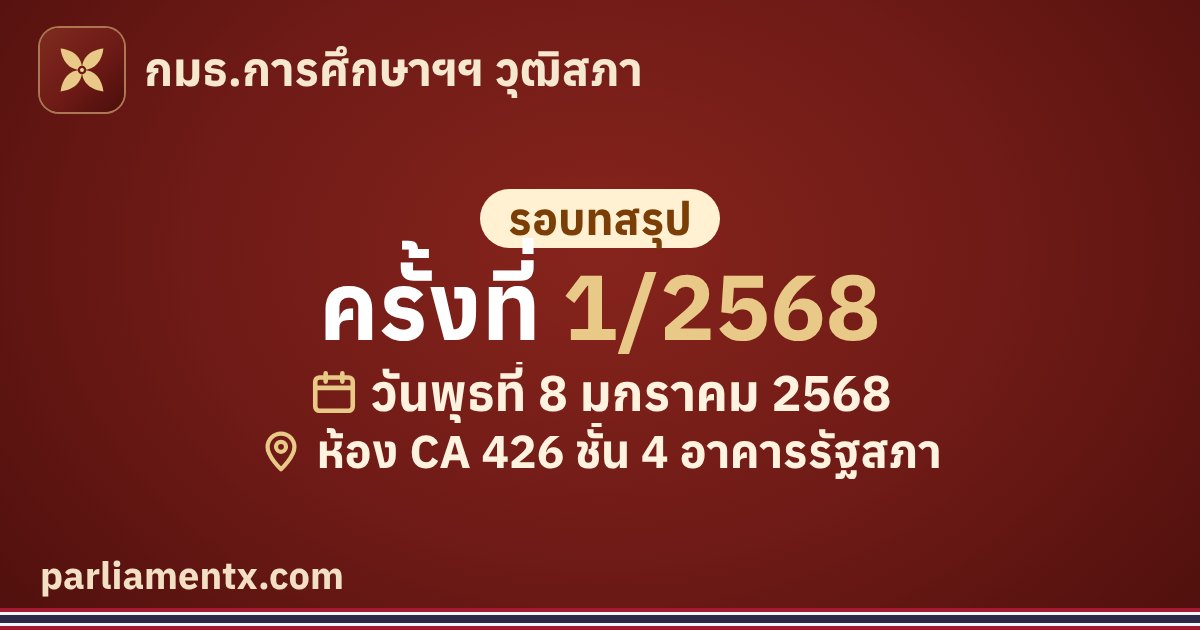 กมธ.การศึกษาฯฯ วุฒิสภา
รอบทสรุป
ครั้งที่ 1/2568
วันพุธที่ 8 มกราคม 2568
ห้อง CA 426 ชั้น 4 อาคารรัฐสภา
parliamentx.com